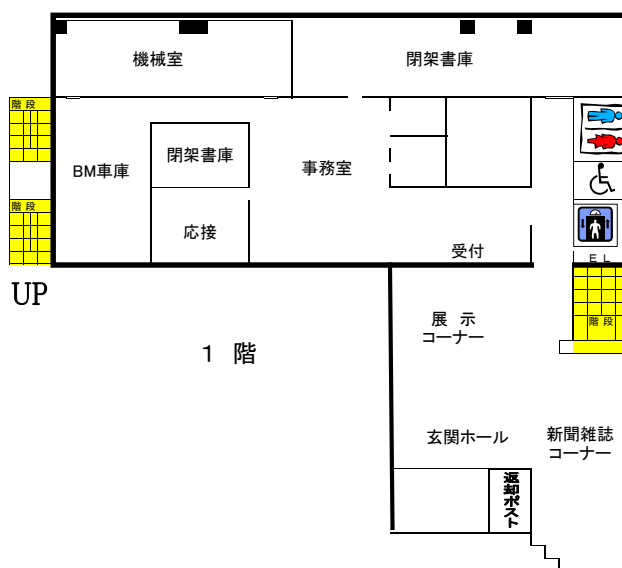 機械室
閉架書庫
階段
BM車庫
閉架書庫
事務室
階段
応接
受付
EL
UP
展示
コーナー
階段
1階
玄関ホール
新聞雑誌
コーナー
返却ポスト